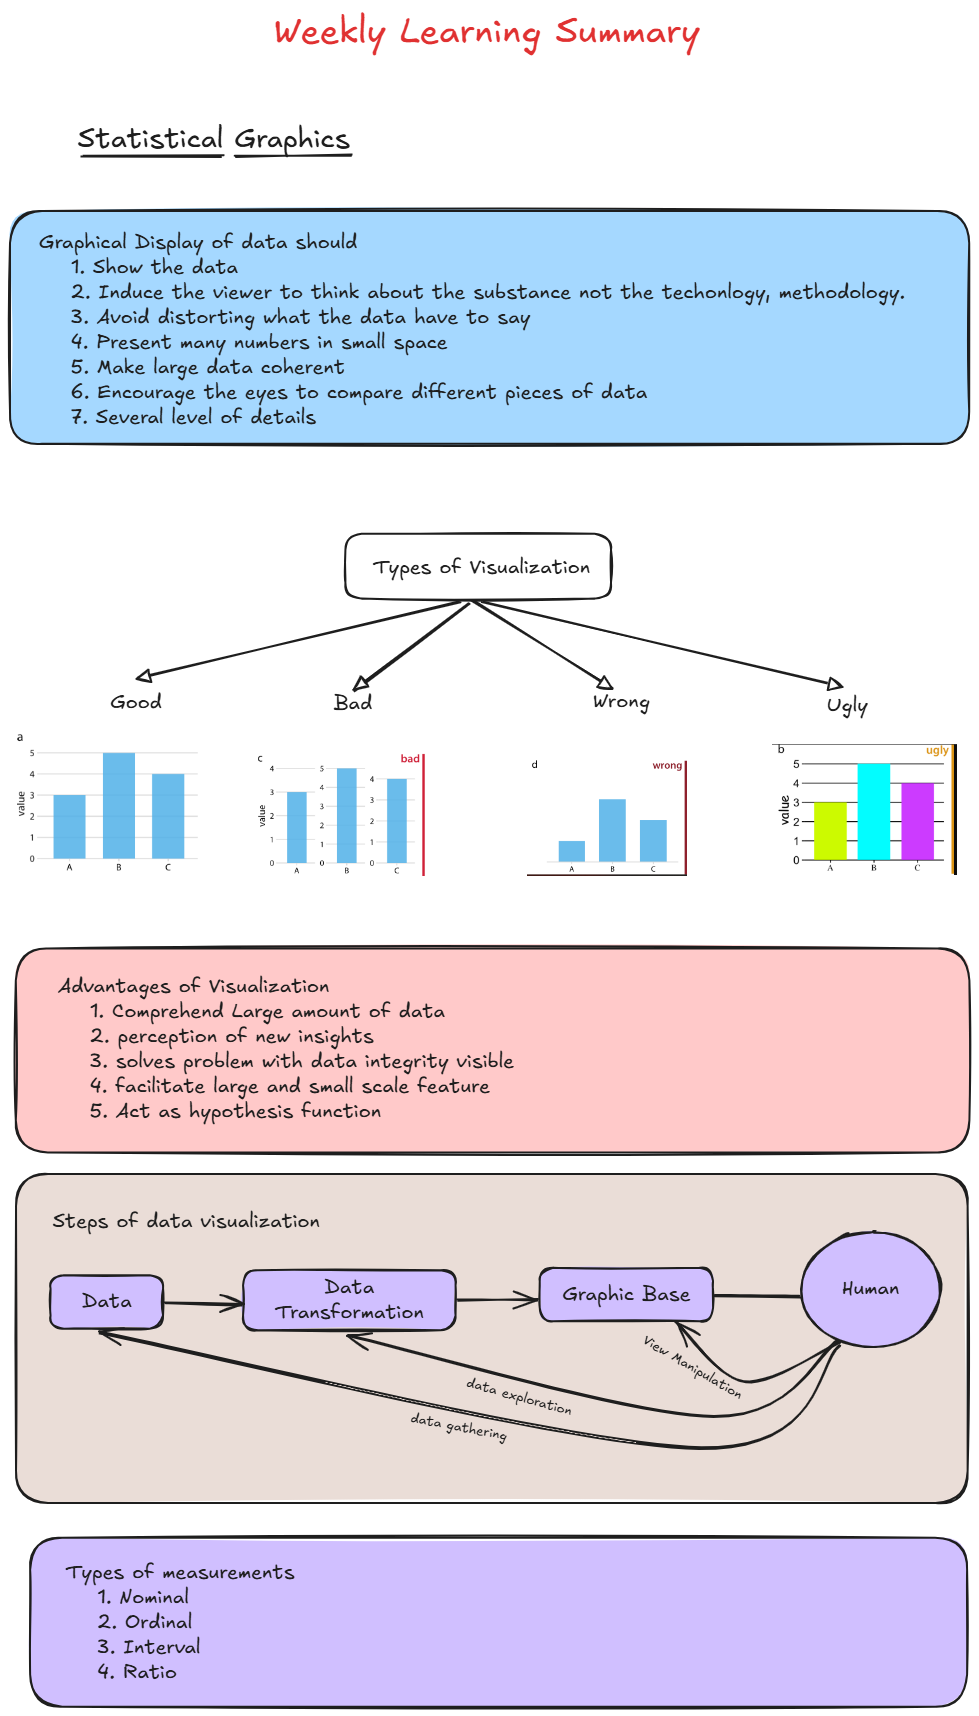 Weekly Learning Summary
Statistical Graphics
Graphical Display of data should
1. Show the data
2. Induce the viewer to think about the substance not the techonlogy, methodology.
3. Avoid distorting what the data have to say
4. Present many numbers in small space
5. Make large data coherent
6. Encourage the eyes to compare different pieces of data
7. Several level of details
Types of Visualization
Good
Bad
Wrong
Ugly
a
5
4
3
2
1
0
value
A B C
c
bad
4
3
2
1
0
value
A
5
4
3
2
1
0
B
4
3
2
1
0
C
d
wrong
A B C
b
ugly
5
4
3
2
1
0
value
A B C
Advantages of Visualization
1. Comprehend Large amount of data
2. perception of new insights
3. solves problem with data integrity visible
4. facilitate large and small scale feature
5. Act as hypothesis function
Steps of data visualization
Data
Data
Transformation
Graphic Base
Human
View Manipulation
data exploration
data gathering
Types of measurements
1. Nominal
2. Ordinal
3. Interval
4. Ratio